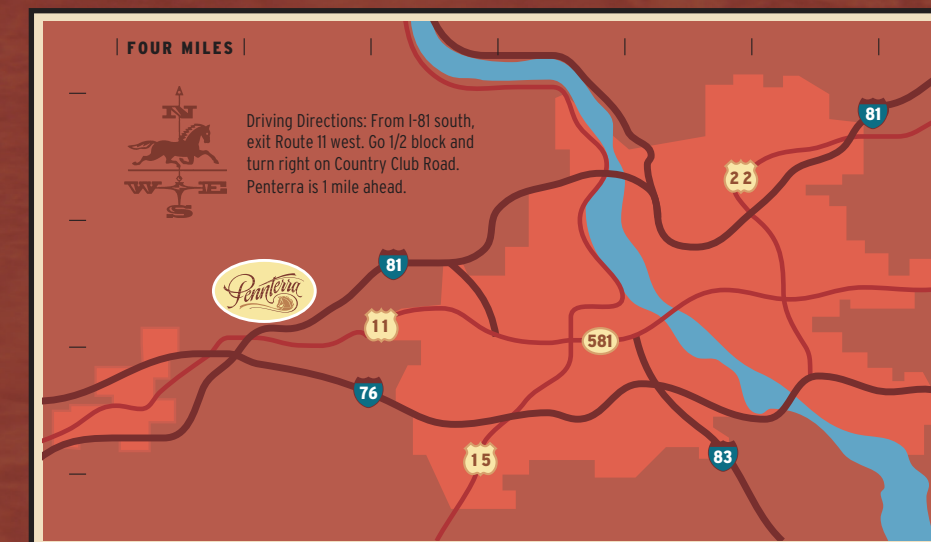 FOUR MILES
N
W E
S
Driving Directions: From I-81 south,
exit Route 11 west. Go 1/2 block and
turn right on Country Club Road.
Penterra is 1 mile ahead.
81
22
81
Pennterra
11
581
76
15
83